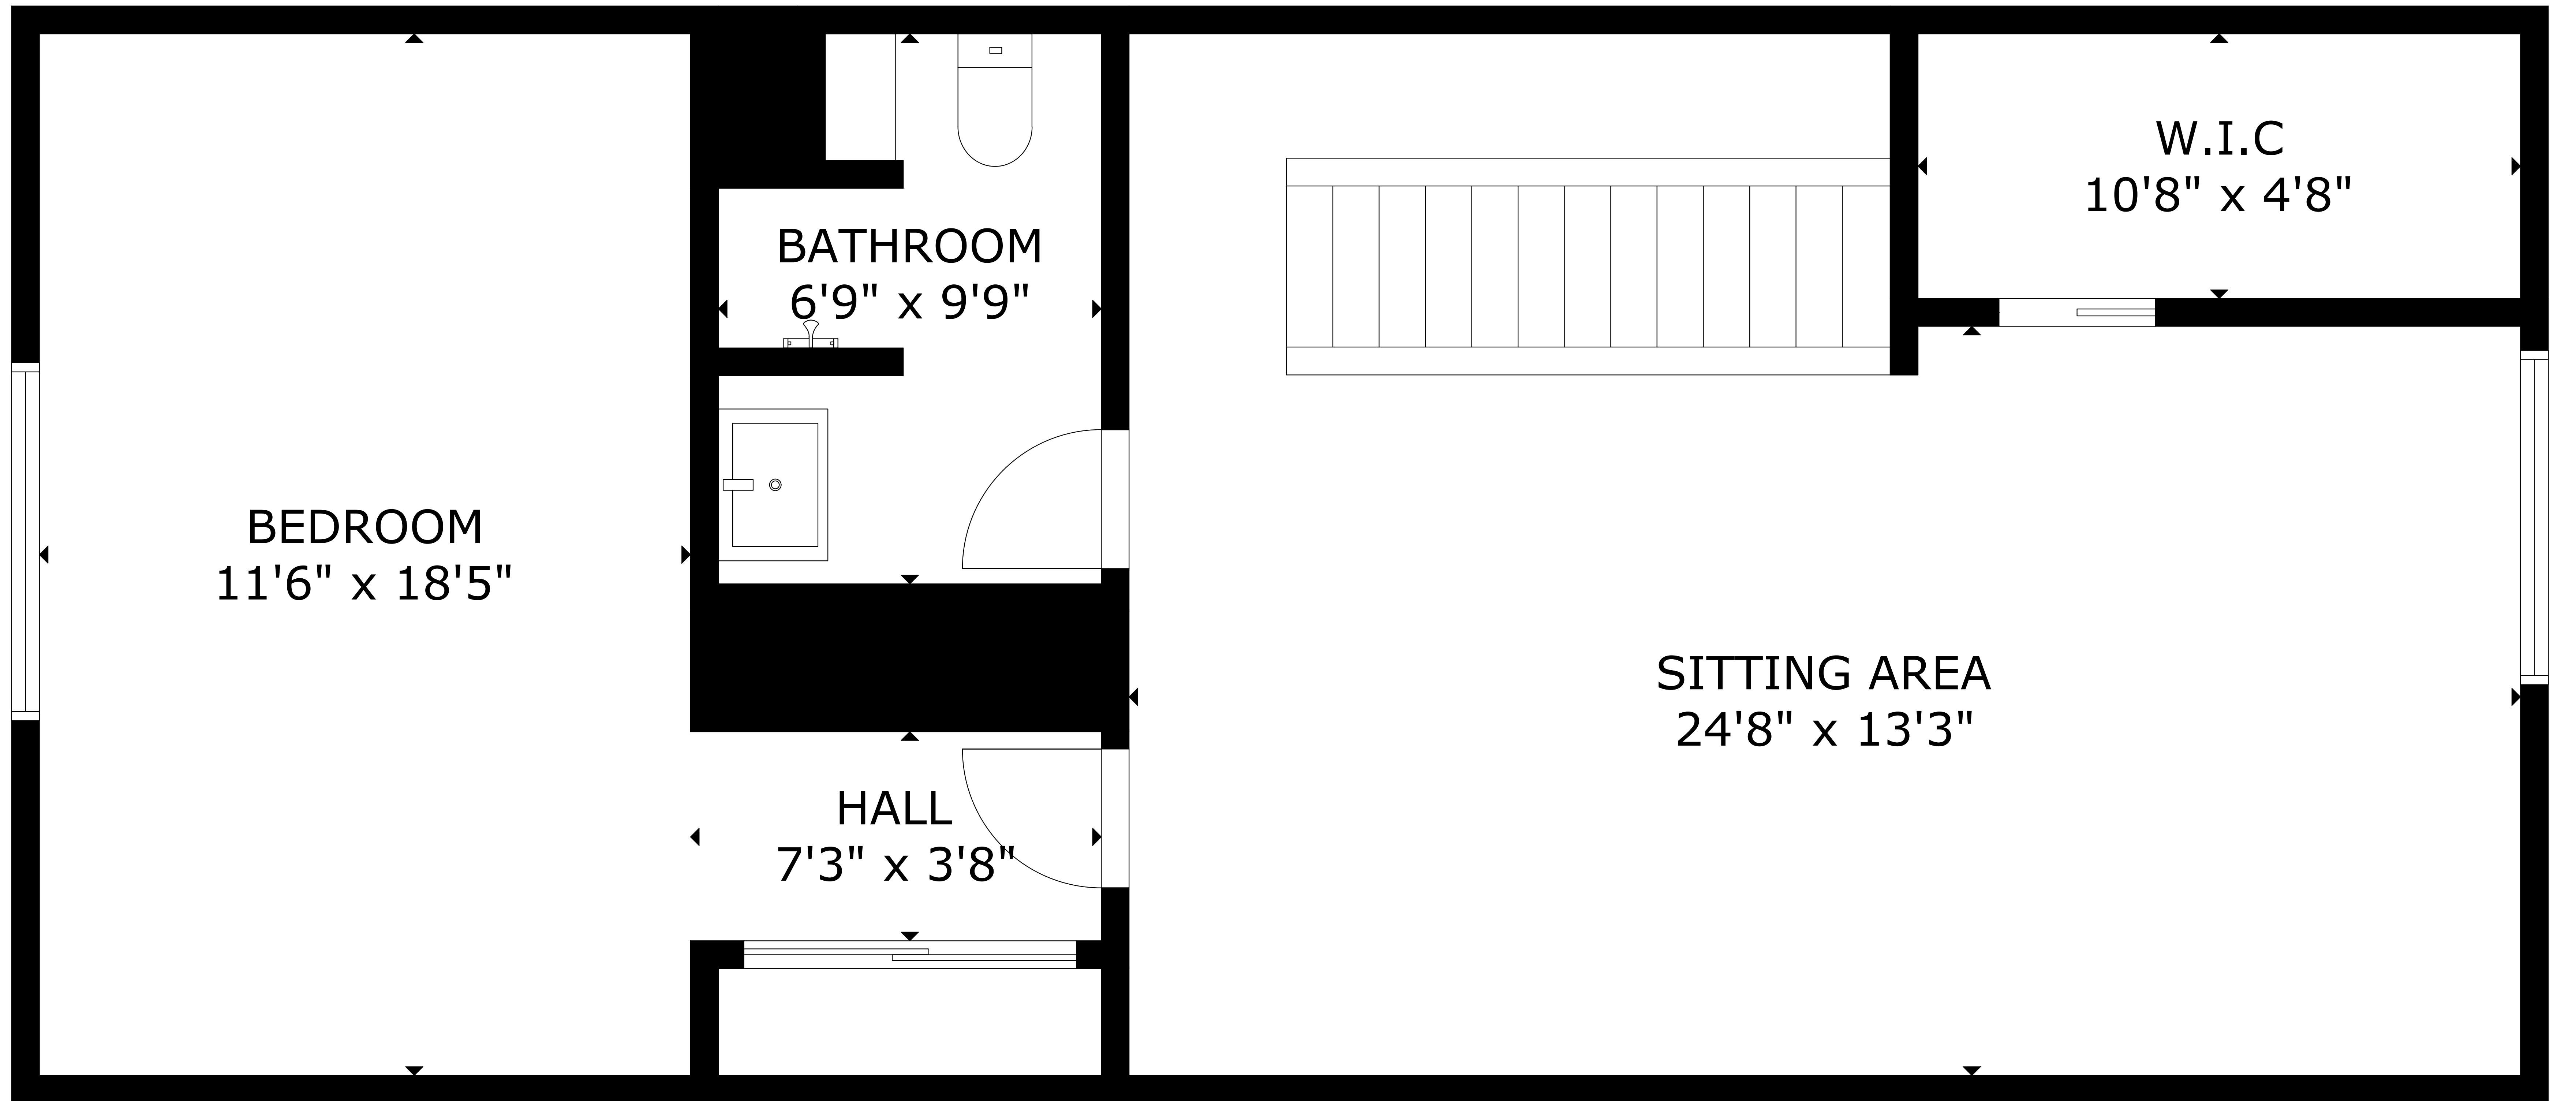 W.I.C
10'8" x 4'8"
BATHROOM
6'9" x 9'9"
BEDROOM
11'6" x 18'5"
SITTING AREA
24'8" x 13'3"
HALL
7'3" x 3'8"